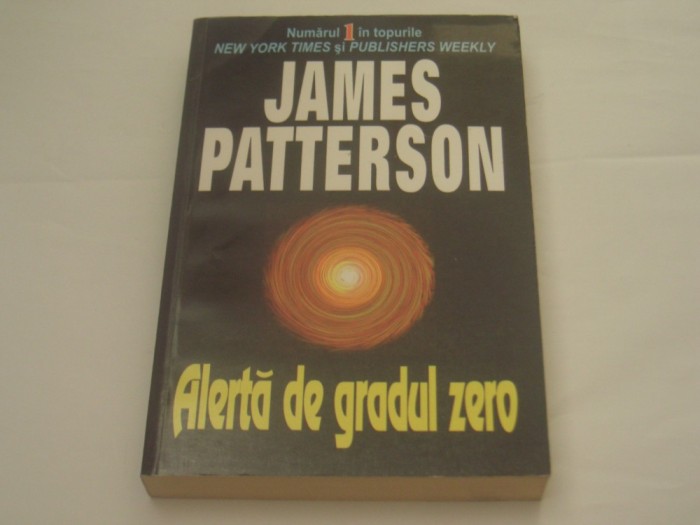 Numărul 1 în topurile
NEW YORK TIMES și PUBLISHERS WEEKLY
JAMES
PATTERSON
Alertă de gradul zero